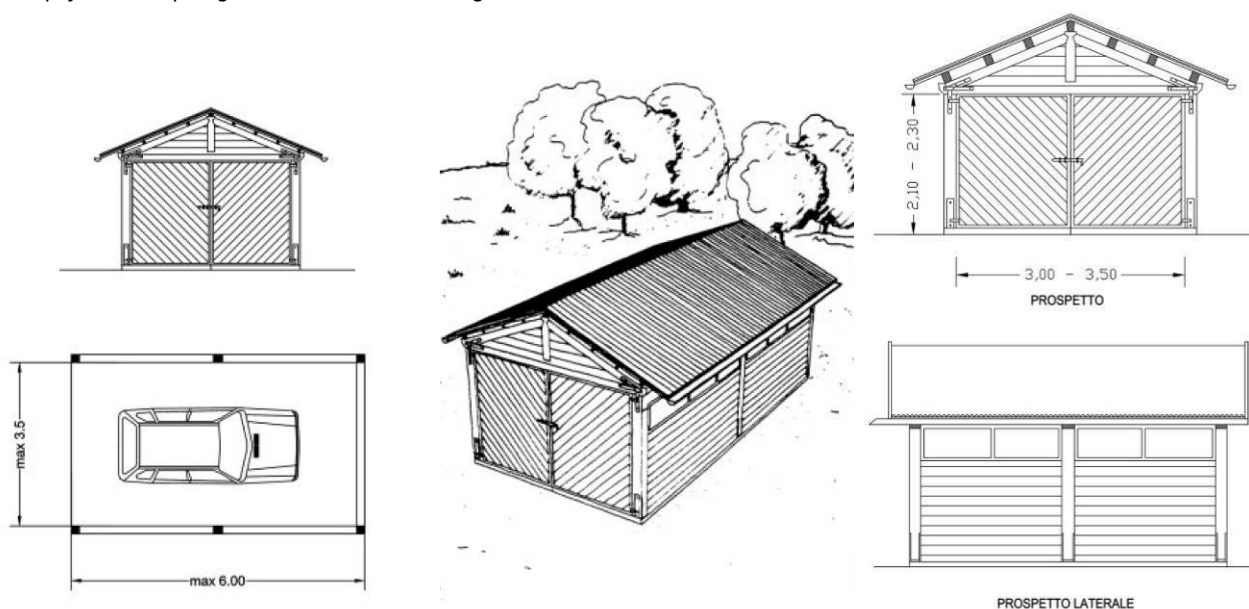 max 3.5
max 6.00
2,10 - 2,30
3,00 - 3,50
PROSPETTO
PROSPETTO LATERALE